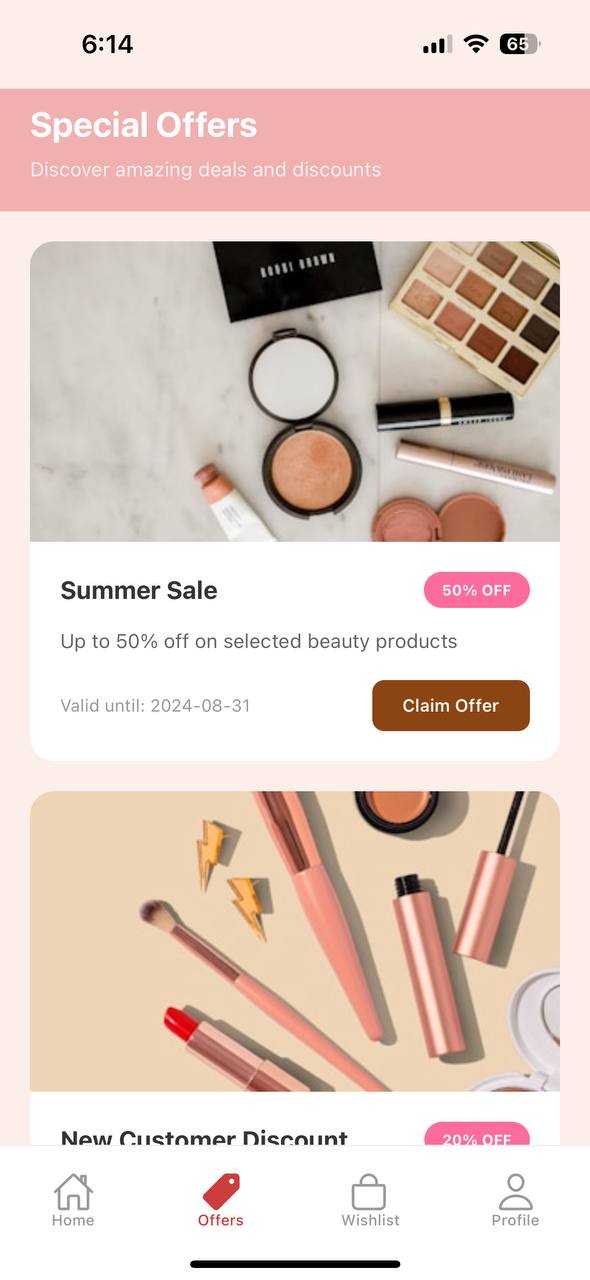 6:14
65
Special Offers
Discover amazing deals and discounts
BOBBI BROWN
Summer Sale
50% OFF
Up to 50% off on selected beauty products
Valid until: 2024-08-31
Claim Offer
New Customer Discount
20% OFF
Home
Offers
Wishlist
Profile